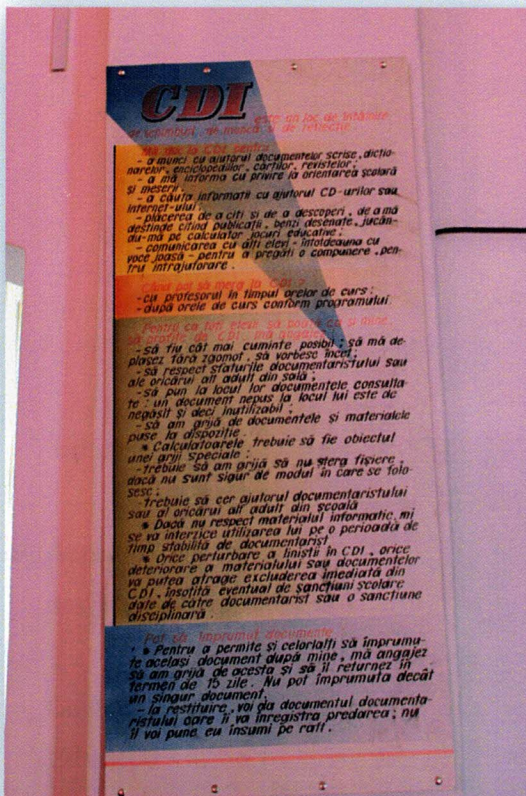 CDI este un loc de întâlnire
de schimburi, de muncă și de reflecție
Mă duc la CDI pentru
- a munci cu ajutorul documentelor scrise, dicțio-
narelor, enciclopediilor, cărților, revistelor;
- a mă informa cu privire la orientarea școlară
și meserii.
- a căuta informații cu ajutorul CD-urilor sau
internet-ului;
- plăcerea de a citi și de a descoperi, de a mă
destinde citind publicații, benzi desenate, jucân-
du-mă pe calculator jocuri educative;
- comunicarea cu alți elevi - întotdeauna cu
voce joasă - pentru a pregăti o compunere, pen-
tru intrajutorare.
Când pot să merg la CDI
- cu profesorul în timpul orelor de curs;
- după orele de curs conform programului
Pentru ca toți elevii să poată ca și mine,
să profite de CDI, mă angajez
- să fiu cât mai cuminte posibil: să mă de-
plasez fără zgomot, să vorbesc încet;
- să respect sfaturile documentaristului sau
ale oricărui alt adult din sală;
- să pun la locul lor documentele consulta-
te: un document nepus la locul lui este de
negăsit și deci inutilizabil;
- să am grijă de documentele și materialele
puse la dispoziție.
• Calculatoarele trebuie să fie obiectul
unei griji speciale:
- trebuie să am grijă să nu șterg fișiere,
dacă nu sunt sigur de modul în care se folo-
sesc;
- trebuie să cer ajutorul documentaristului
sau al oricărui alt adult din școală
• Dacă nu respect materialul informatic, mi
se va interzice utilizarea lui pe o perioadă de
timp stabilită de documentarist
• Orice perturbare a liniștii în CDI, orice
deteriorare a materialului sau documentelor
va putea atrage excluderea imediată din
CDI, însoțită eventual de sancțiuni școlare
date de către documentarist sau o sancțiune
disciplinară.
Pot să împrumut documente
• Pentru a permite și celorlalți să împrumu-
te același document după mine, mă angajez
să am grijă de acesta și să îl returnez în
termen de 15 zile. Nu pot împrumuta decât
un singur document.
- la restituire, voi da documentul documenta-
ristului care îi va înregistra predarea; nu
îl voi pune eu însumi pe raft.